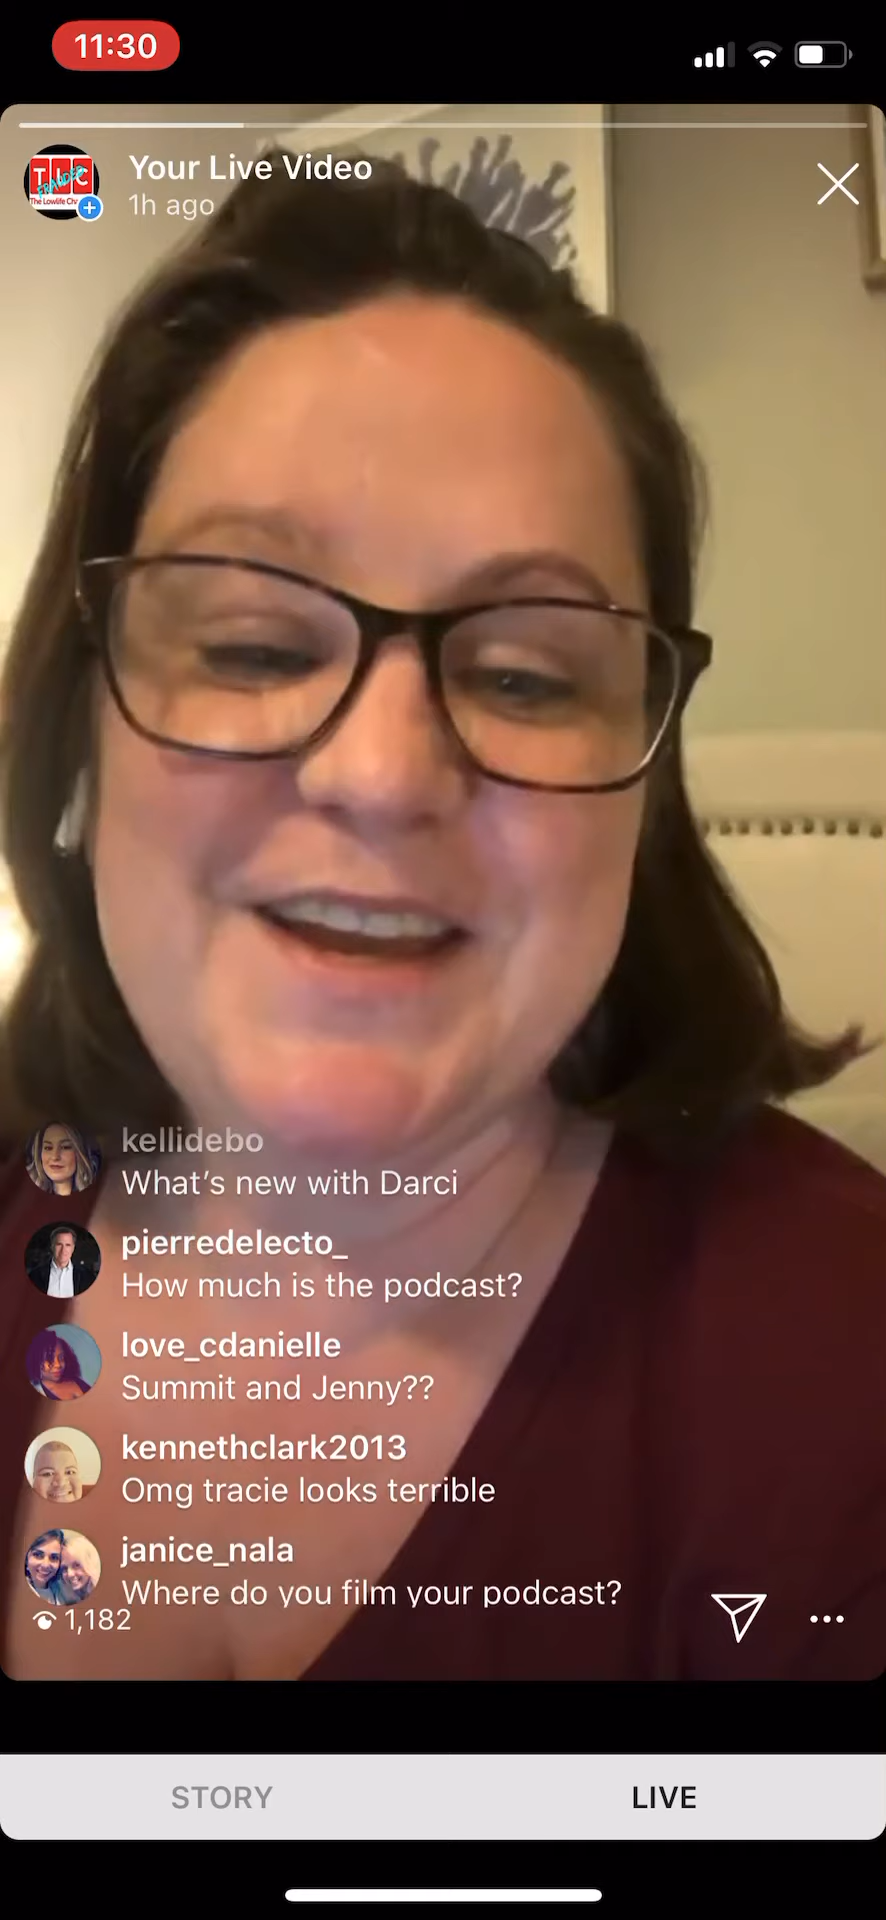 11:30
Your Live Video
1h ago
TLC
FRAUDED
kellidebo
What’s new with Darci
pierredelecto_
How much is the podcast?
love_cdanielle
Summit and Jenny??
kennethclark2013
Omg tracie looks terrible
janice_nala
Where do you film your podcast?
1,182
STORY
LIVE